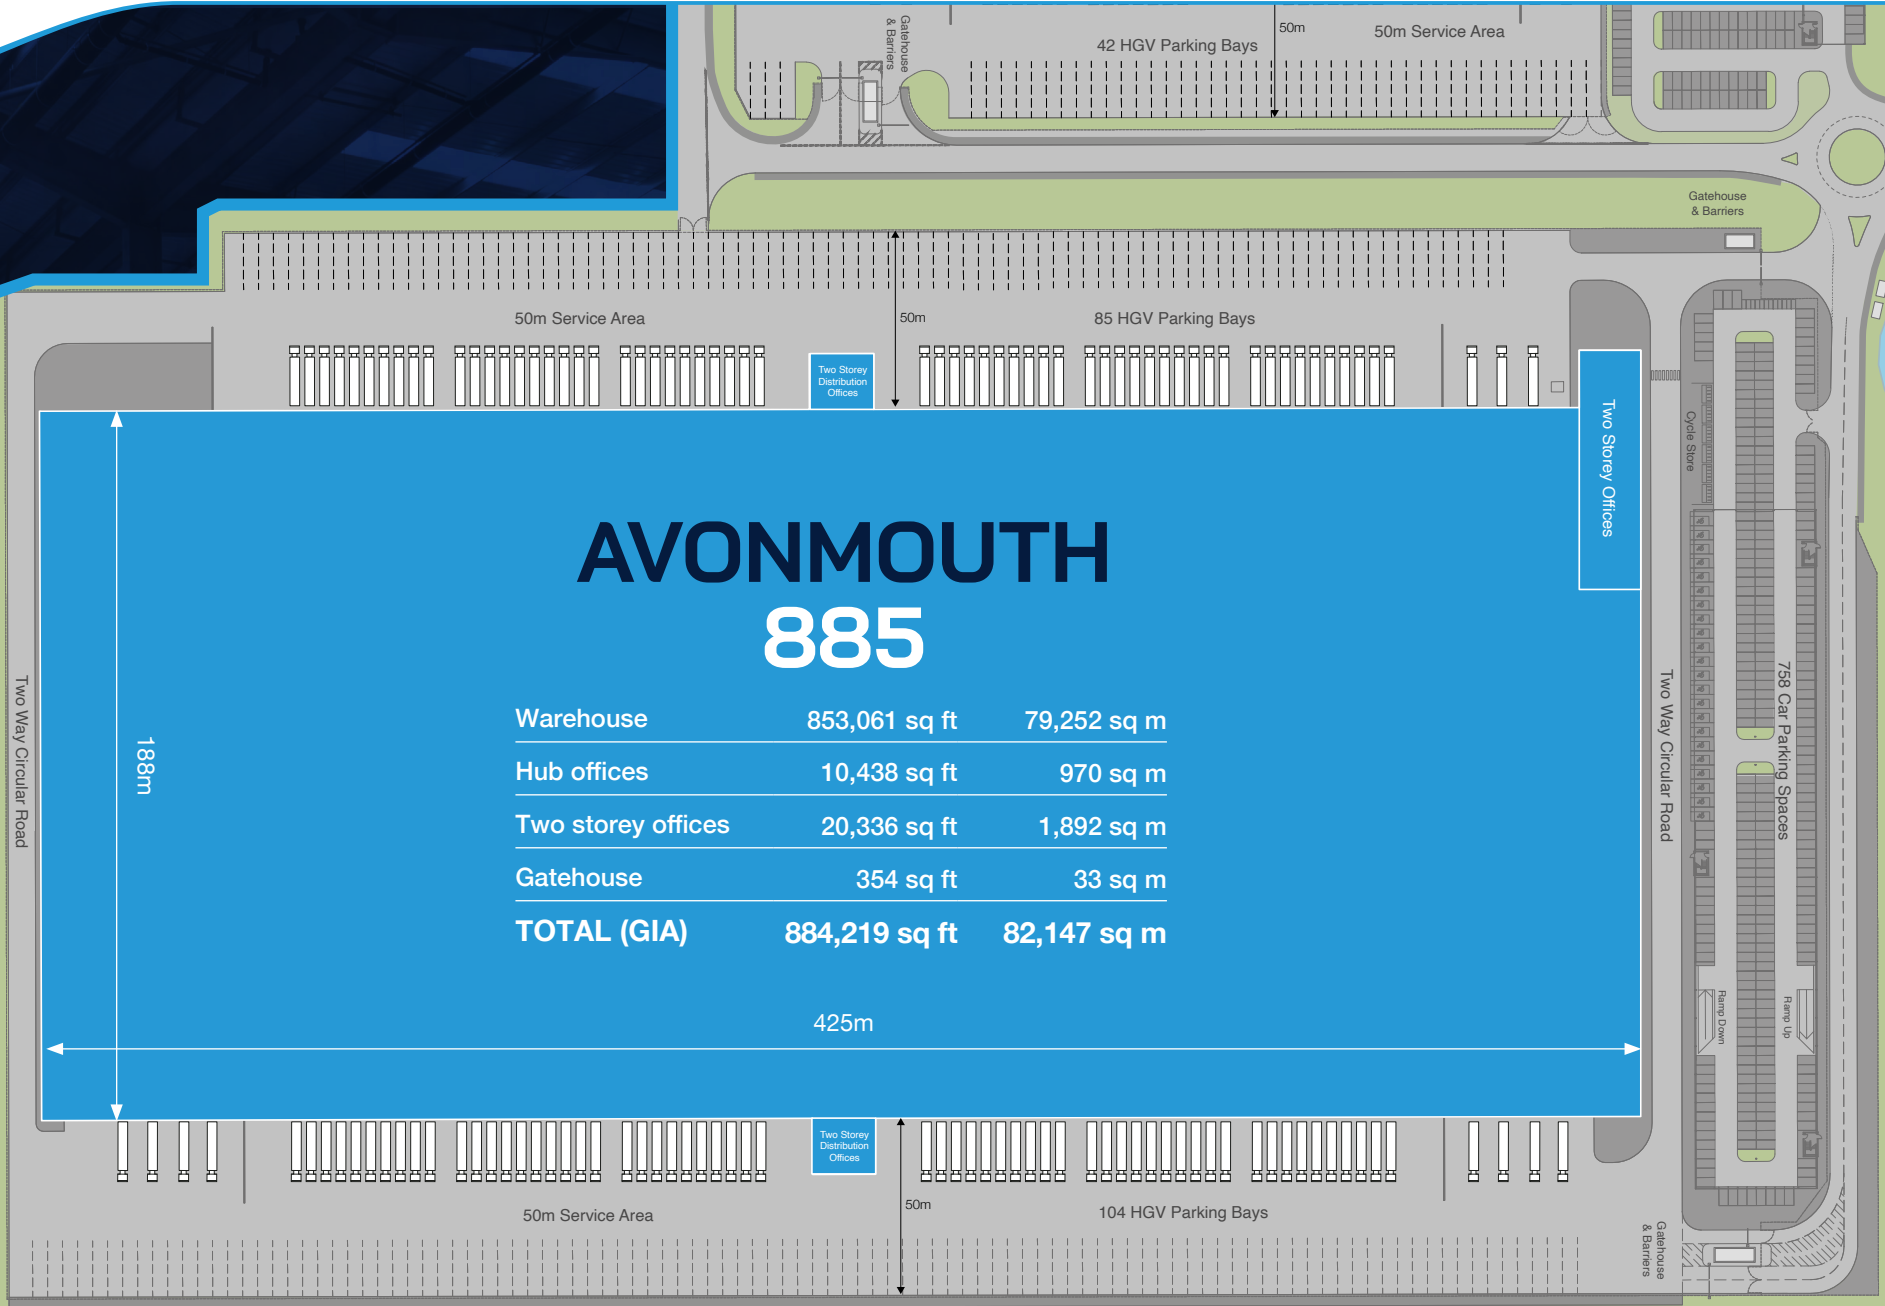 Gatehouse
& Barriers
42 HGV Parking Bays
50m
50m Service Area
Gatehouse
& Barriers
50m Service Area
50m
85 HGV Parking Bays
Two Storey
Distribution
Offices
Two Storey Offices
Cycle Store
AVONMOUTH
885
Warehouse 853,061 sq ft 79,252 sq m
Hub offices 10,438 sq ft 970 sq m
Two storey offices 20,336 sq ft 1,892 sq m
Gatehouse 354 sq ft 33 sq m
TOTAL (GIA) 884,219 sq ft 82,147 sq m
188m
425m
Two Way Circular Road
Two Way Circular Road
758 Car Parking Spaces
Ramp Down
Ramp Up
Two Storey
Distribution
Offices
50m Service Area
50m
104 HGV Parking Bays
Gatehouse
& Barriers